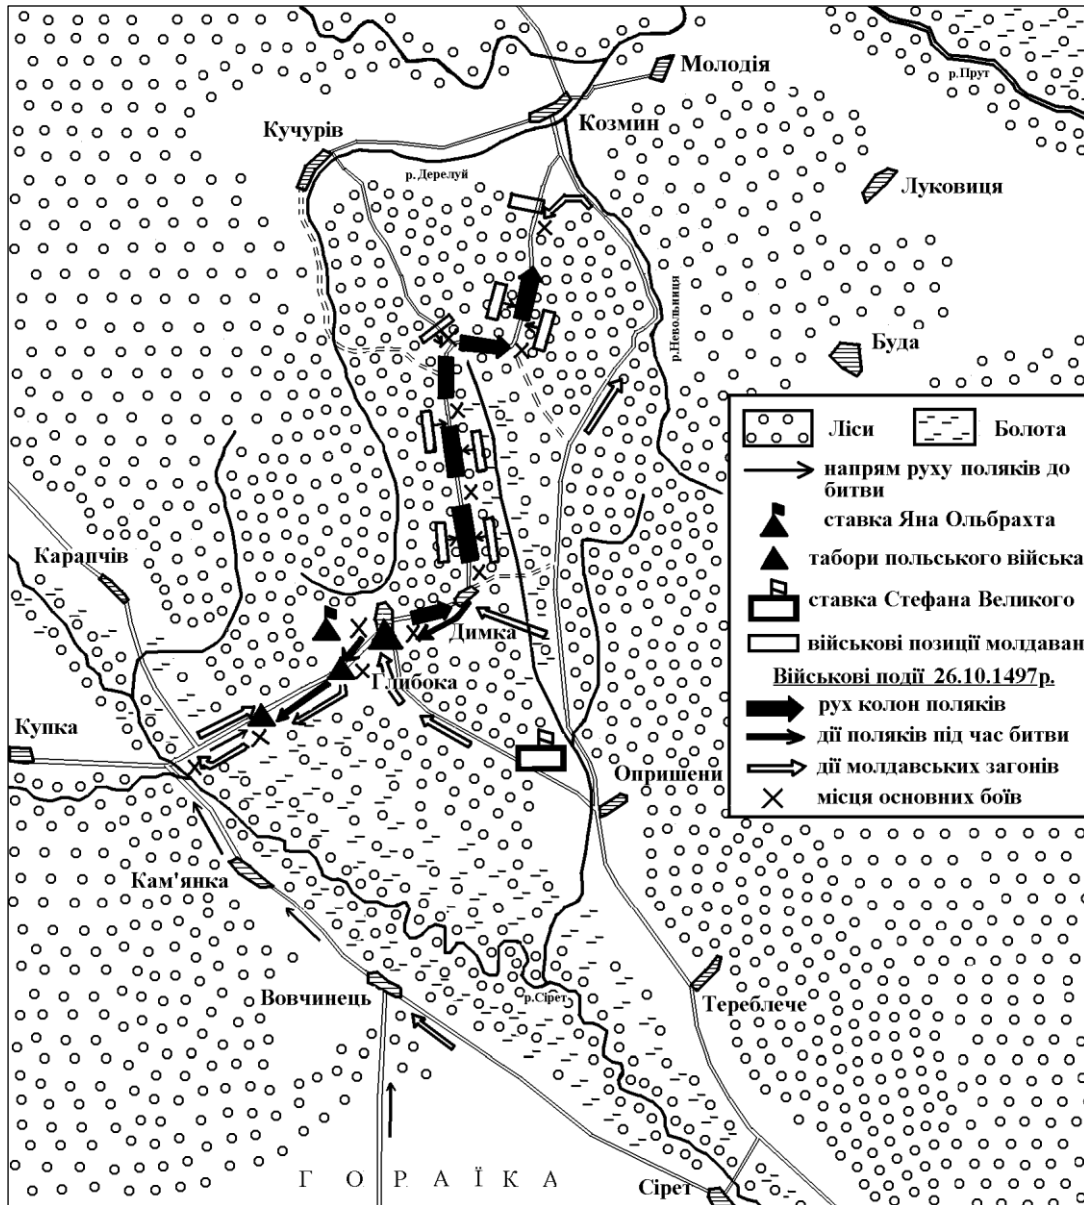 Молодія
р.Прут
Козмин
Кучурів
р.Дерелуй
Луковиця
р.Невольниця
Буда
Ліси
Болота
напрям руху поляків до
битви
ставка Яна Ольбрахта
табори польського війська
ставка Стефана Великого
військові позиції молдаван
Військові події 26.10.1497р.
рух колон поляків
дії поляків під час битви
дії молдавських загонів
місця основних боїв
Карапчів
Димка
Глибока
Купка
Опришени
Кам'янка
Вовчинець
р.Сірет
Тереблече
Г О Р А Ї К А
Сірет